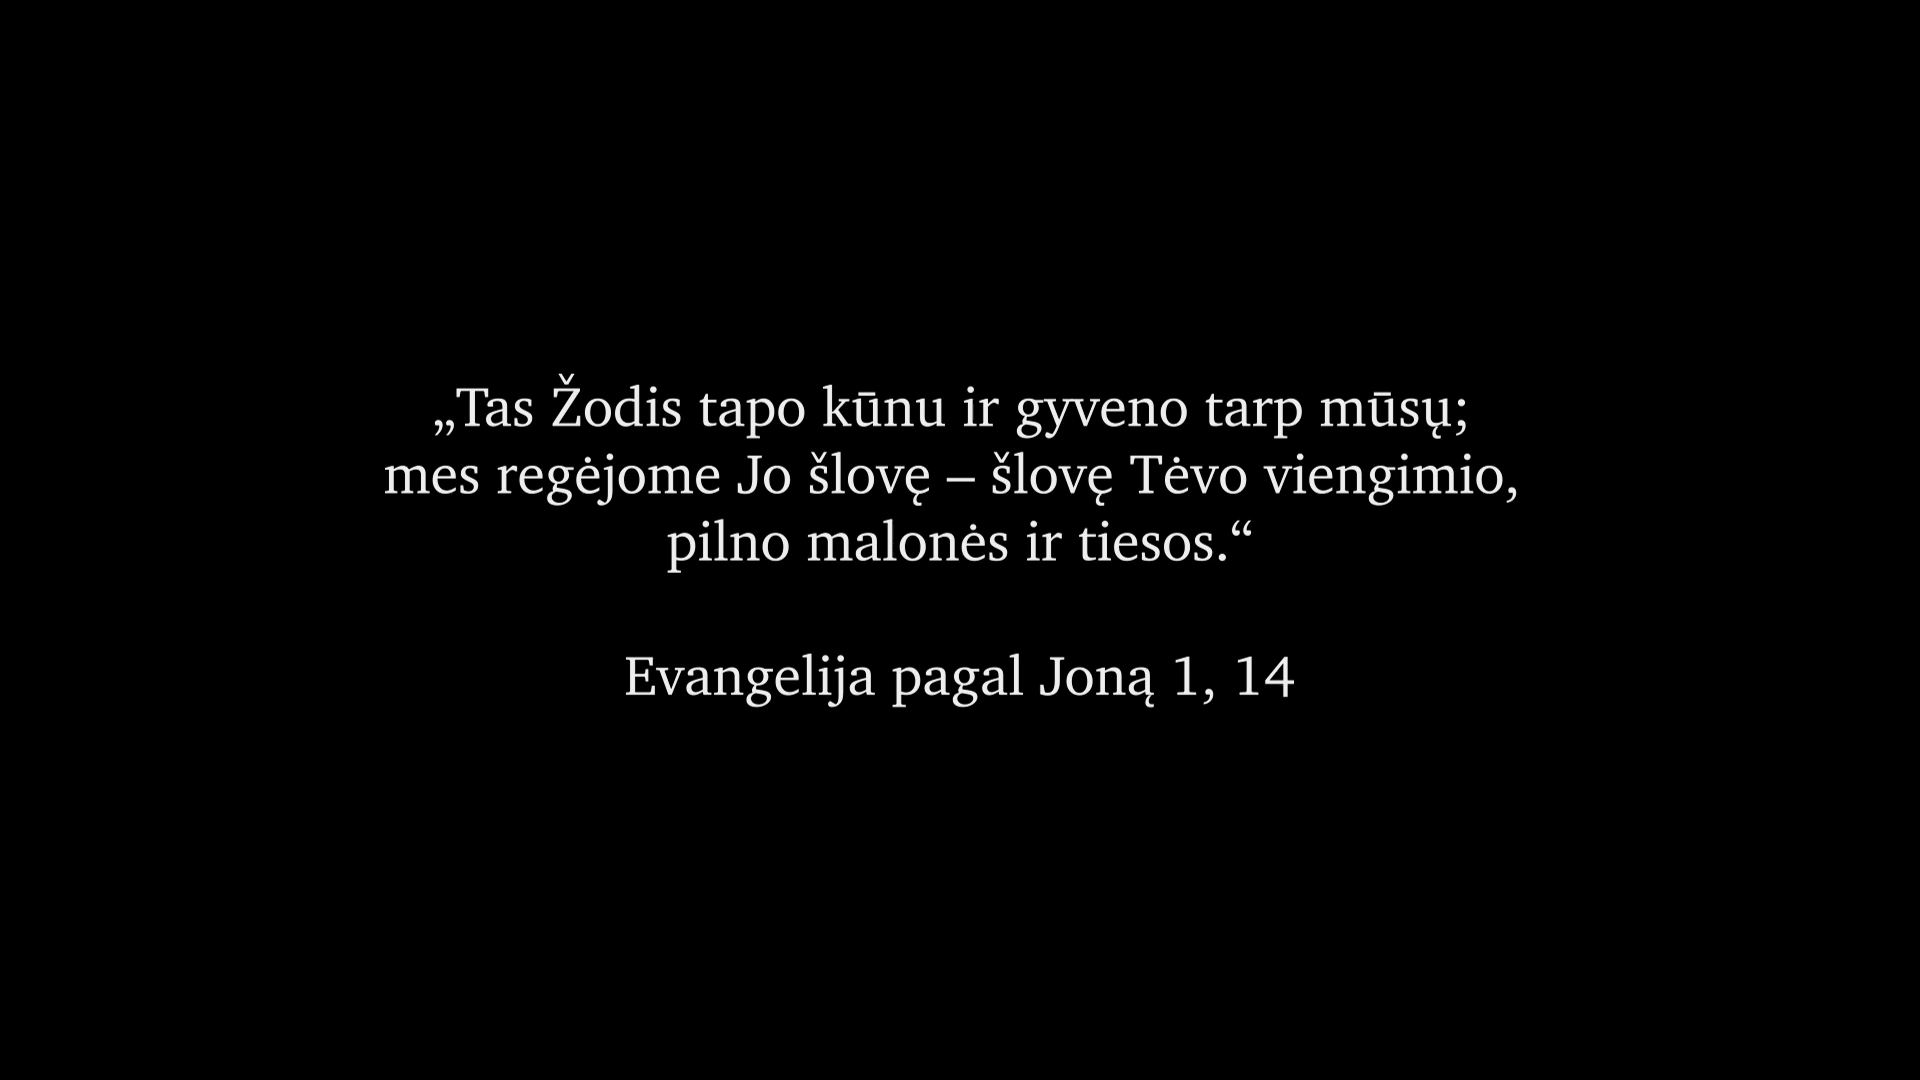 „Tas Žodis tapo kūnu ir gyveno tarp mūsų;
mes regėjome Jo šlovę – šlovę Tėvo viengimio,
pilno malonės ir tiesos.“
Evangelija pagal Joną 1, 14